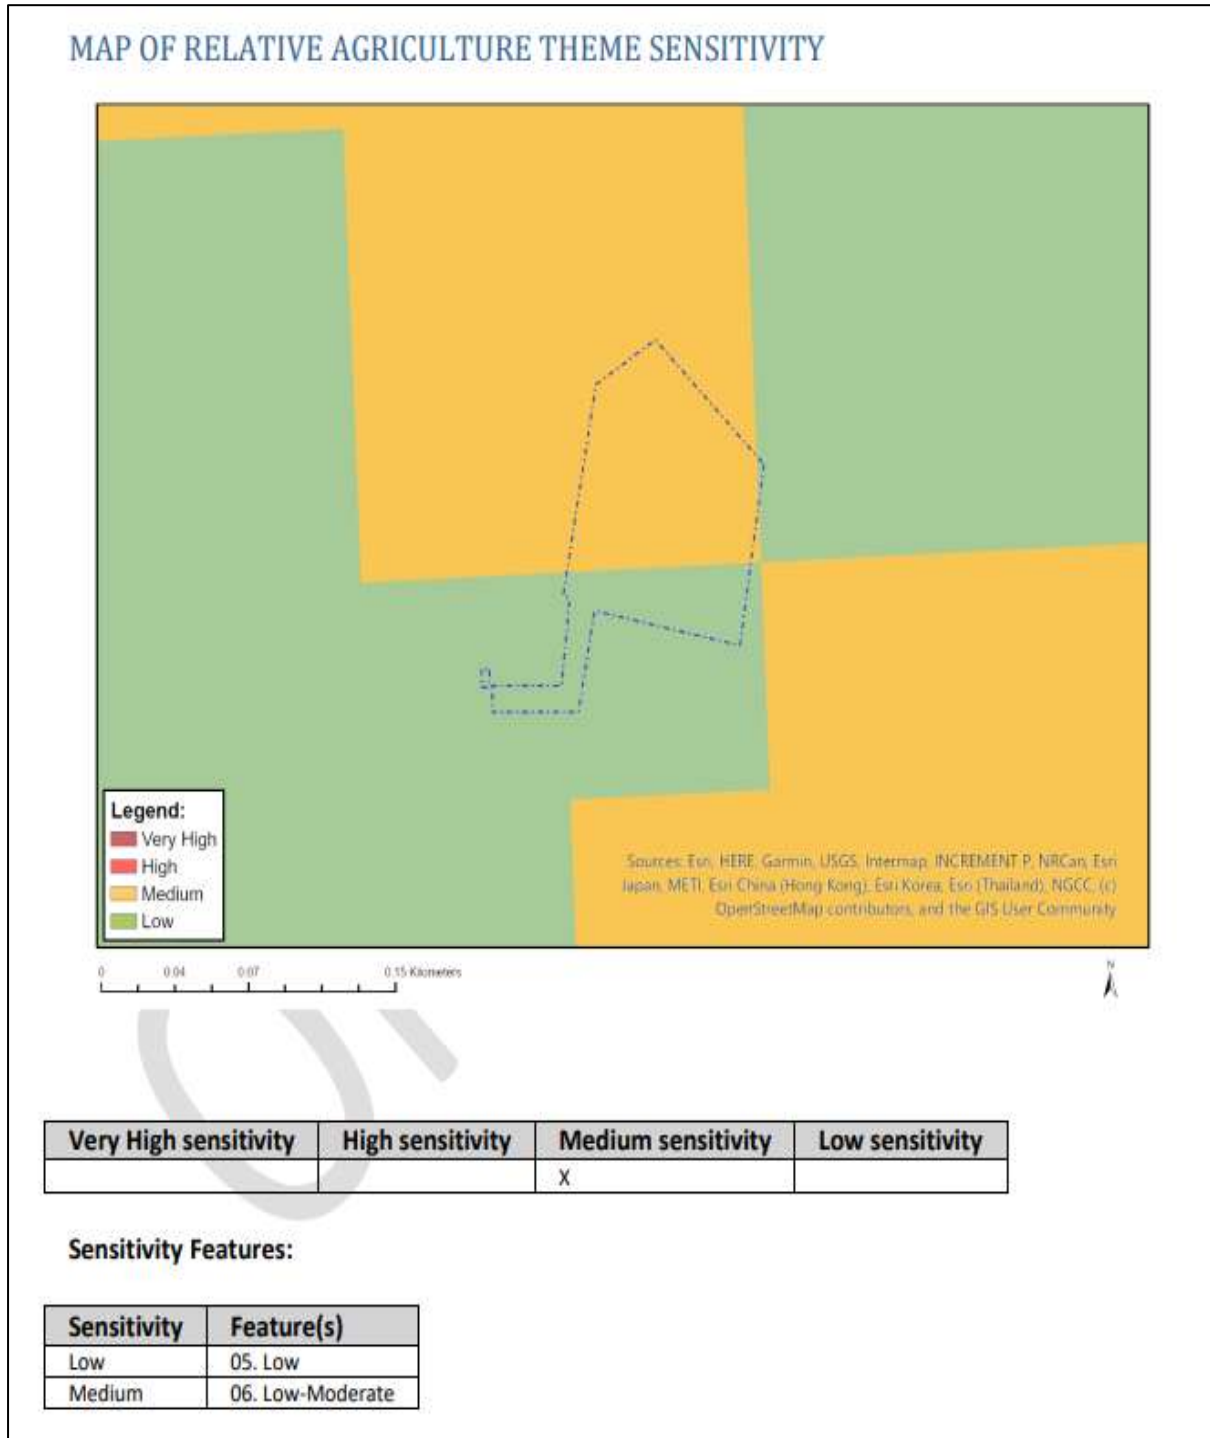 MAP OF RELATIVE AGRICULTURE THEME SENSITIVITY
Legend:
Very High
High
Medium
Low
Sources: Esri, HERE, Garmin, USGS, Intermap, INCREMENT P, NRCan, Esri
Japan, METI, Esri China (Hong Kong), Esri Korea, Esri (Thailand), NGCC, (c)
OpenStreetMap contributors, and the GIS User Community
0 0.04 0.07 0.15 Kilometers
N
Very High sensitivity High sensitivity Medium sensitivity Low sensitivity
X
Sensitivity Features:
Sensitivity Feature(s)
Low 05. Low
Medium 06. Low-Moderate